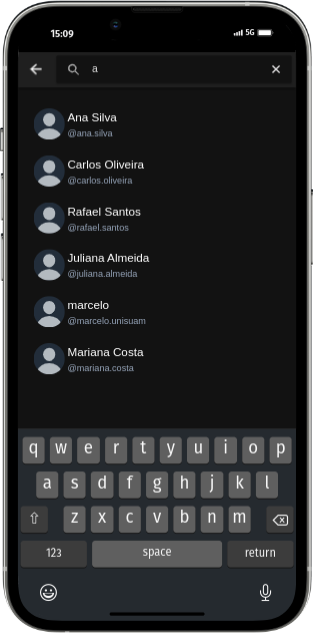 15:09
5G
a
Ana Silva
@ana.silva
Carlos Oliveira
@carlos.oliveira
Rafael Santos
@rafael.santos
Juliana Almeida
@juliana.almeida
marcelo
@marcelo.unisuam
Mariana Costa
@mariana.costa
q w e r t y u i o p
a s d f g h j k l
z x c v b n m
123 space return